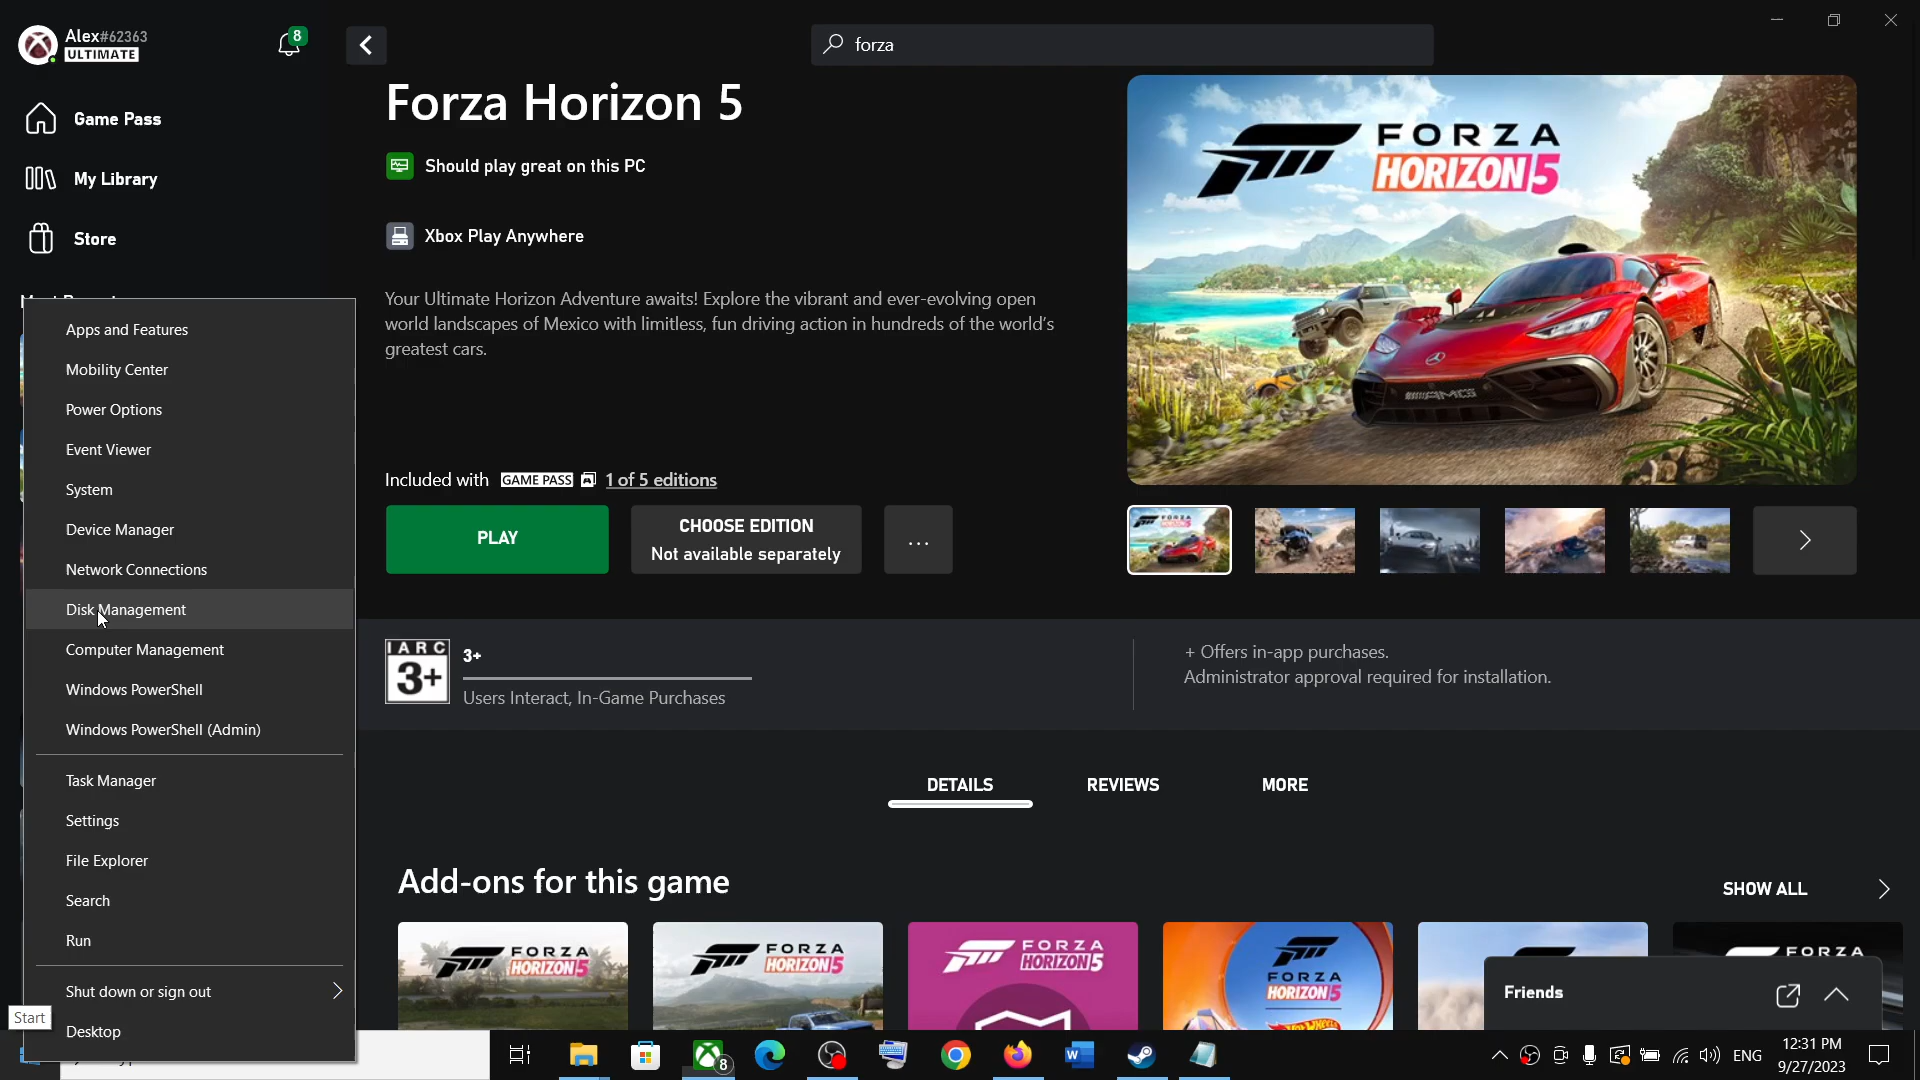 Alex#62363
ULTIMATE
8
forza
Game Pass
My Library
Store
Forza Horizon 5
Should play great on this PC
Xbox Play Anywhere
Your Ultimate Horizon Adventure awaits! Explore the vibrant and ever-evolving open
world landscapes of Mexico with limitless, fun driving action in hundreds of the world's
greatest cars.
Included with GAME PASS 1 of 5 editions
PLAY
CHOOSE EDITION
Not available separately
...
FORZA
HORIZON 5
Apps and Features
Mobility Center
Power Options
Event Viewer
System
Device Manager
Network Connections
Disk Management
Computer Management
Windows PowerShell
Windows PowerShell (Admin)
Task Manager
Settings
File Explorer
Search
Run
Shut down or sign out
Desktop
Start
IARC
3+
3+
Users Interact, In-Game Purchases
+ Offers in-app purchases.
Administrator approval required for installation.
DETAILS
REVIEWS
MORE
Add-ons for this game
SHOW ALL
FORZA
HORIZON 5
FORZA
HORIZON 5
FORZA
HORIZON 5
FORZA
HORIZON 5
HOT WHEELS
FORZA
Friends
8
ENG
12:31 PM
9/27/2023